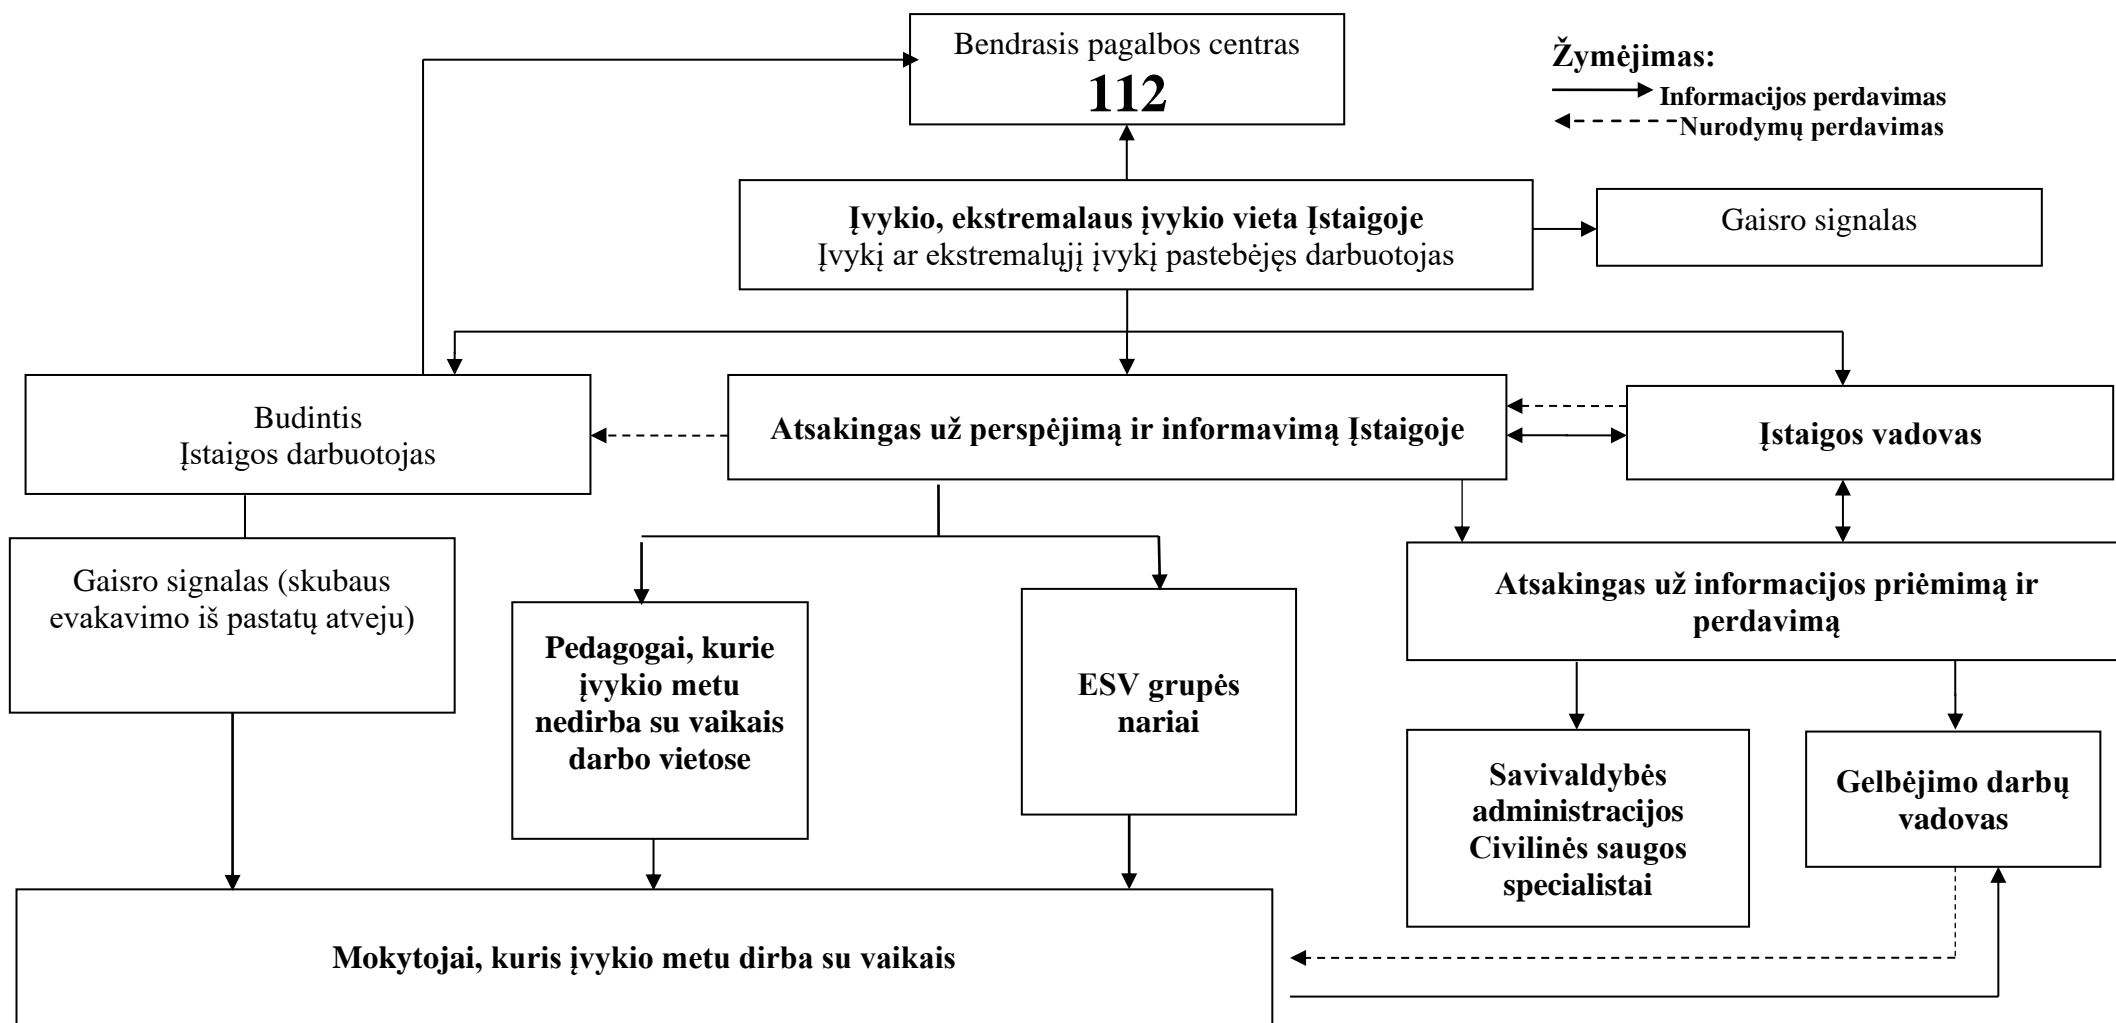 Bendrasis pagalbos centras
112
Žymėjimas:
Informacijos perdavimas
Nurodymų perdavimas
Įvykio, ekstremalaus įvykio vieta Įstaigoje
Įvykį ar ekstremalųjį įvykį pastebėjęs darbuotojas
Gaisro signalas
Budintis
Įstaigos darbuotojas
Atsakingas už perspėjimą ir informavimą Įstaigoje
Įstaigos vadovas
Gaisro signalas (skubaus
evakavimo iš pastatų atveju)
Pedagogai, kurie
įvykio metu
nedirba su vaikais
darbo vietose
ESV grupės
nariai
Atsakingas už informacijos priėmimą ir
perdavimą
Savivaldybės
administracijos
Civilinės saugos
specialistai
Gelbėjimo darbų
vadovas
Mokytojai, kuris įvykio metu dirba su vaikais